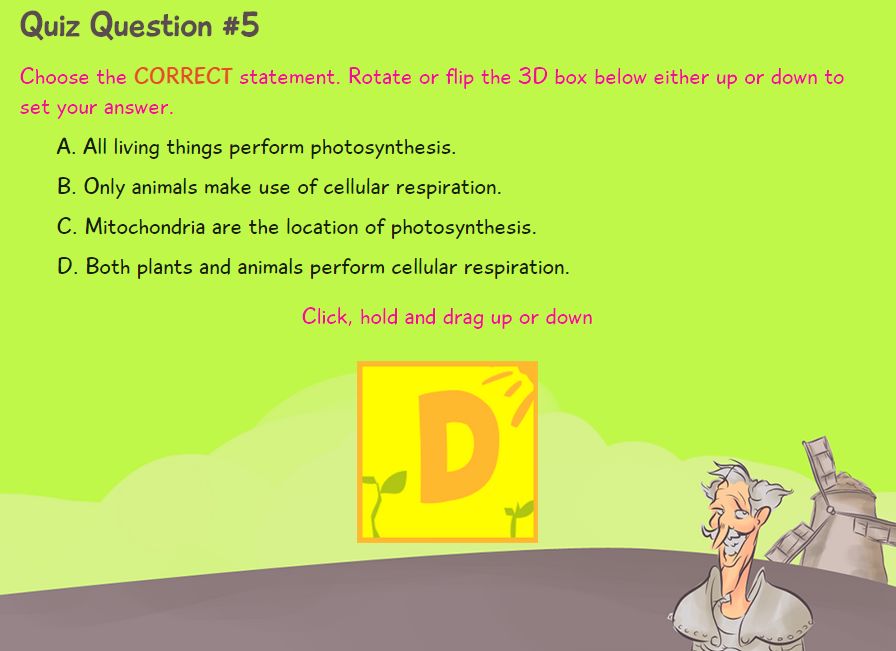 Quiz Question #5
Choose the CORRECT statement. Rotate or flip the 3D box below either up or down to
set your answer.
A. All living things perform photosynthesis.
B. Only animals make use of cellular respiration.
C. Mitochondria are the location of photosynthesis.
D. Both plants and animals perform cellular respiration.
Click, hold and drag up or down
D